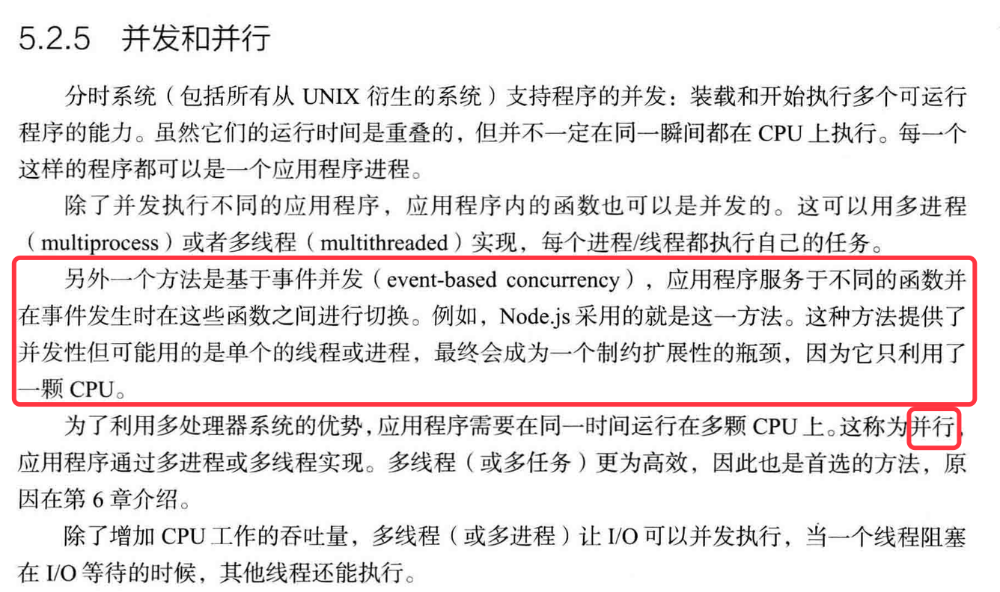 5.2.5 并发和并行
分时系统（包括所有从 UNIX 衍生的系统）支持程序的并发：装载和开始执行多个可运行
程序的能力。虽然它们的运行时间是重叠的，但并不一定在同一瞬间都在 CPU 上执行。每一个
这样的程序都可以是一个应用程序进程。
除了并发执行不同的应用程序，应用程序内的函数也可以是并发的。这可以用多进程
（multiprocess）或者多线程（multithreaded）实现，每个进程/线程都执行自己的任务。
另外一个方法是基于事件并发（event-based concurrency），应用程序服务于不同的函数并
在事件发生时在这些函数之间进行切换。例如，Node.js 采用的就是这一方法。这种方法提供了
并发性但可能用的是单个的线程或进程，最终会成为一个制约扩展性的瓶颈，因为它只利用了
一颗 CPU。
为了利用多处理器系统的优势，应用程序需要在同一时间运行在多颗 CPU 上。这称为并行，
应用程序通过多进程或多线程实现。多线程（或多任务）更为高效，因此也是首选的方法，原
因在第 6 章介绍。
除了增加 CPU 工作的吞吐量，多线程（或多进程）让 I/O 可以并发执行，当一个线程阻塞
在 I/O 等待的时候，其他线程还能执行。